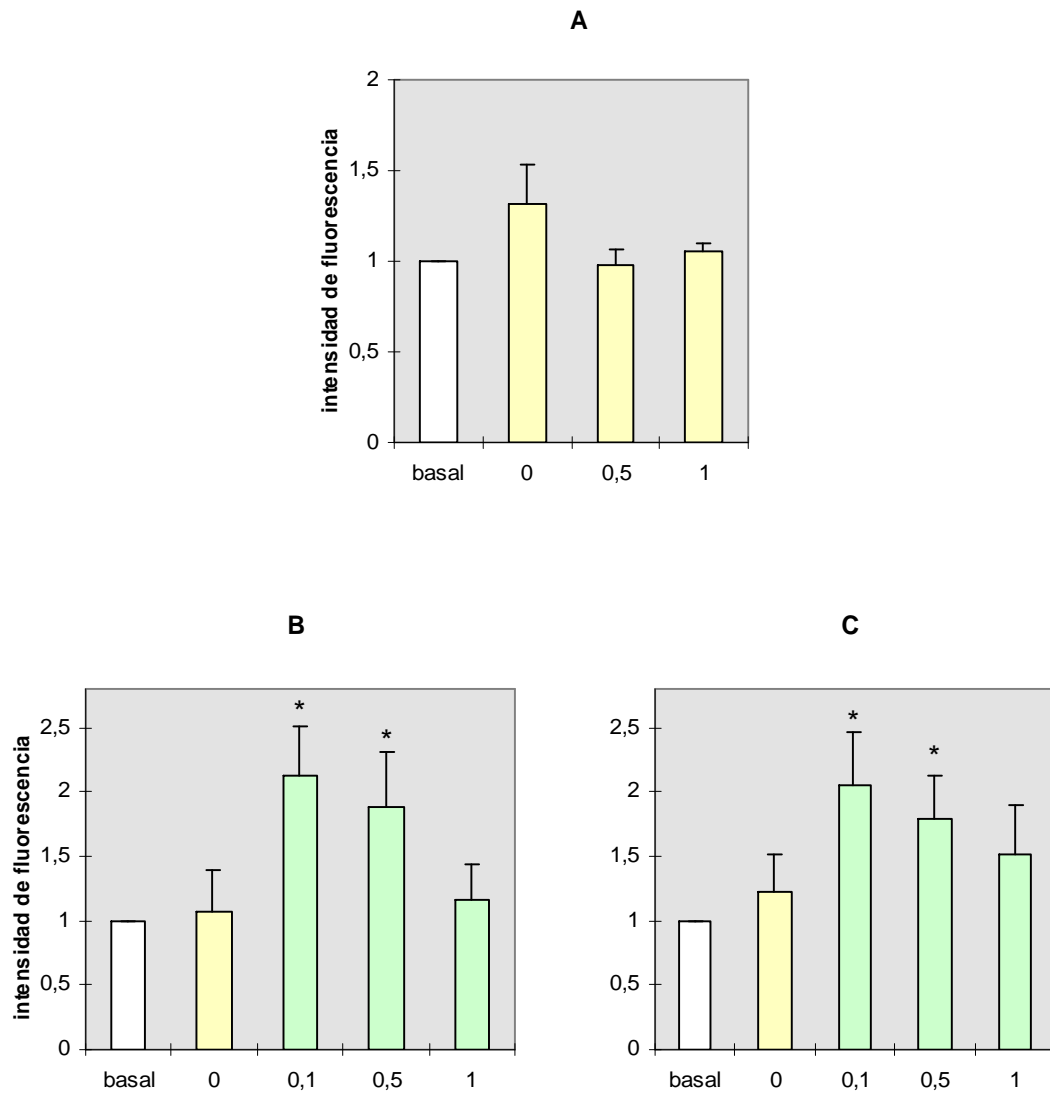 A
intensidad de fluorescencia
2
1,5
1
0,5
0
basal 0 0,5 1
B
intensidad de fluorescencia
2,5
2
1,5
1
0,5
0
* *
basal 0 0,1 0,5 1
C
2,5
2
1,5
1
0,5
0
* *
basal 0 0,1 0,5 1